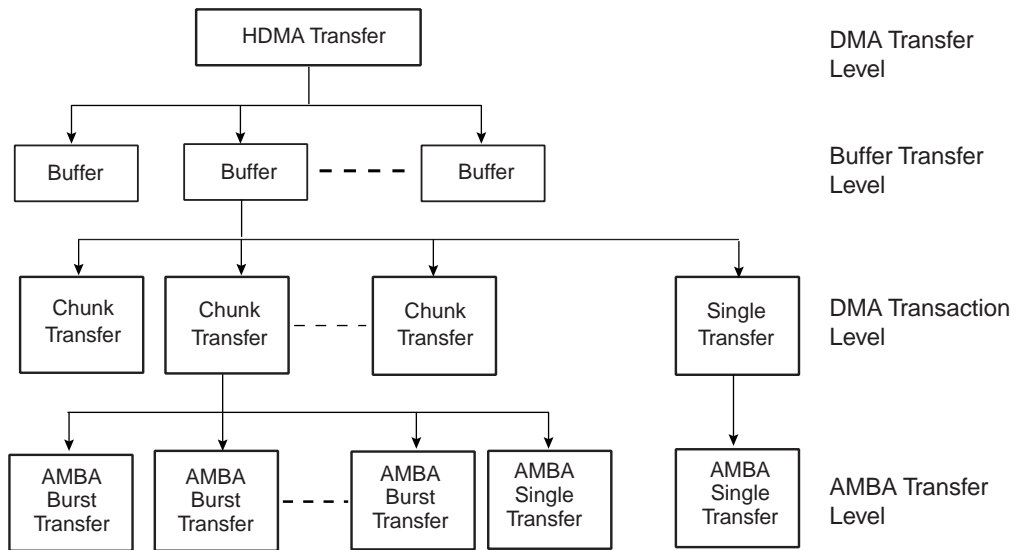 HDMA Transfer
DMA Transfer
Level
Buffer
Buffer
Buffer
Buffer Transfer
Level
Chunk
Transfer
Chunk
Transfer
Chunk
Transfer
Single
Transfer
DMA Transaction
Level
AMBA
Burst
Transfer
AMBA
Burst
Transfer
AMBA
Burst
Transfer
AMBA
Single
Transfer
AMBA
Single
Transfer
AMBA Transfer
Level